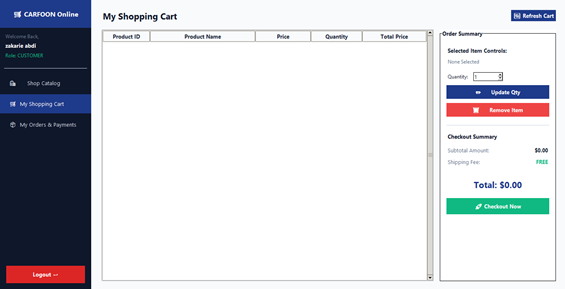 CARFOON Online
Welcome Back,
zakarie abdi
Role: CUSTOMER
Shop Catalog
My Shopping Cart
My Orders & Payments
Logout
My Shopping Cart
Refresh Cart
Product ID Product Name Price Quantity Total Price
Order Summary
Selected Item Controls:
None Selected
Quantity: 1
Update Qty
Remove Item
Checkout Summary
Subtotal Amount: $0.00
Shipping Fee: FREE
Total: $0.00
Checkout Now